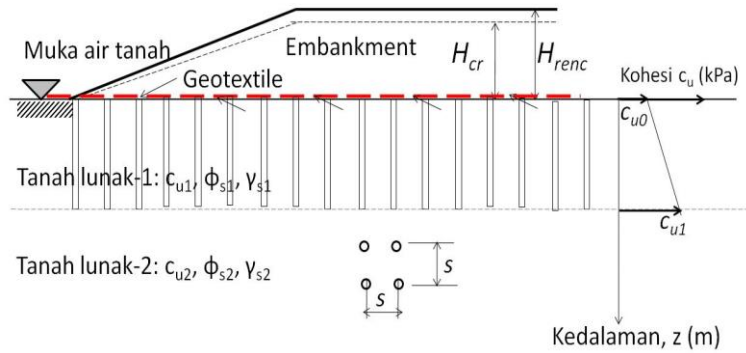 Muka air tanah
Embankment
H_cr
H_renc
Geotextile
Kohesi c_u (kPa)
c_u0
Tanah lunak-1: c_u1, ϕ_s1, γ_s1
c_u1
Tanah lunak-2: c_u2, ϕ_s2, γ_s2
s
s
Kedalaman, z (m)